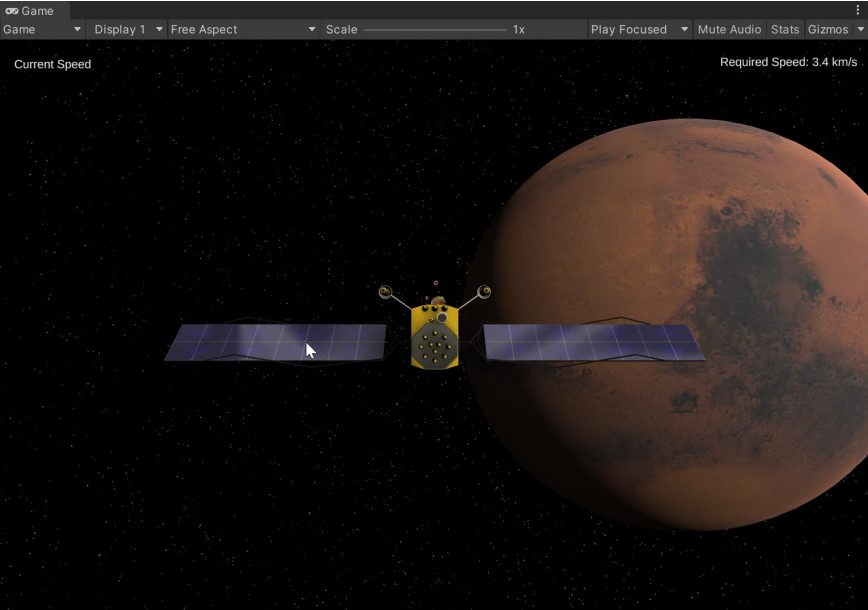 Game
Game Display 1 Free Aspect Scale 1x Play Focused Mute Audio Stats Gizmos
Current Speed Required Speed: 3.4 km/s